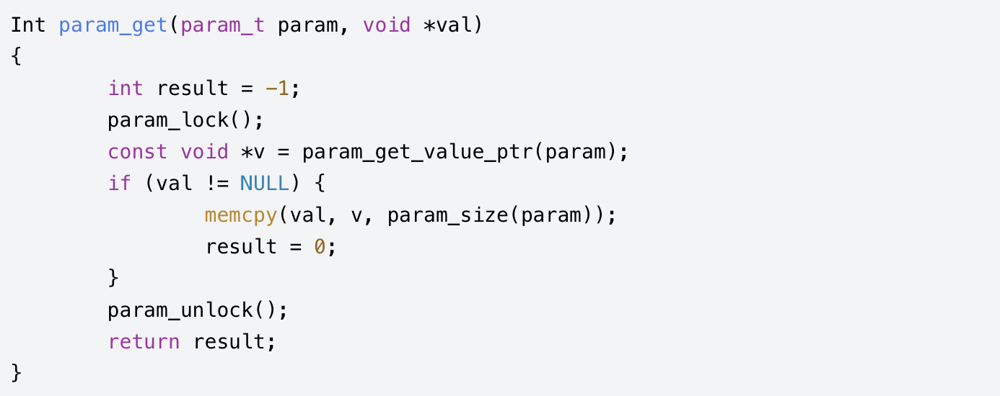 Int param_get(param_t param, void *val)
{
        int result = -1;
        param_lock();
        const void *v = param_get_value_ptr(param);
        if (val != NULL) {
                memcpy(val, v, param_size(param));
                result = 0;
        }
        param_unlock();
        return result;
}